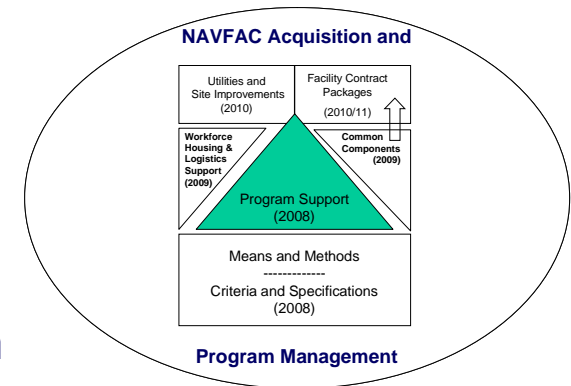 NAVFAC Acquisition and
Utilities and
Site Improvements
(2010)
Facility Contract
Packages
(2010/11)
Workforce
Housing &
Logistics
Support
(2009)
Common
Components
(2009)
Program Support
(2008)
Means and Methods
-------------
Criteria and Specifications
(2008)
Program Management